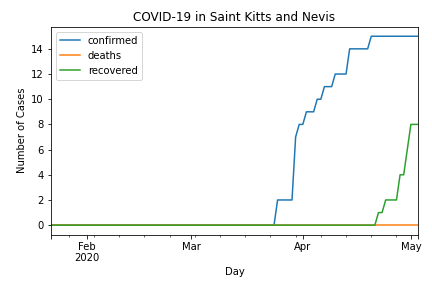 COVID-19 in Saint Kitts and Nevis
confirmed
deaths
recovered
Number of Cases
14
12
10
8
6
4
2
0
Feb
2020
Mar
Apr
May
Day